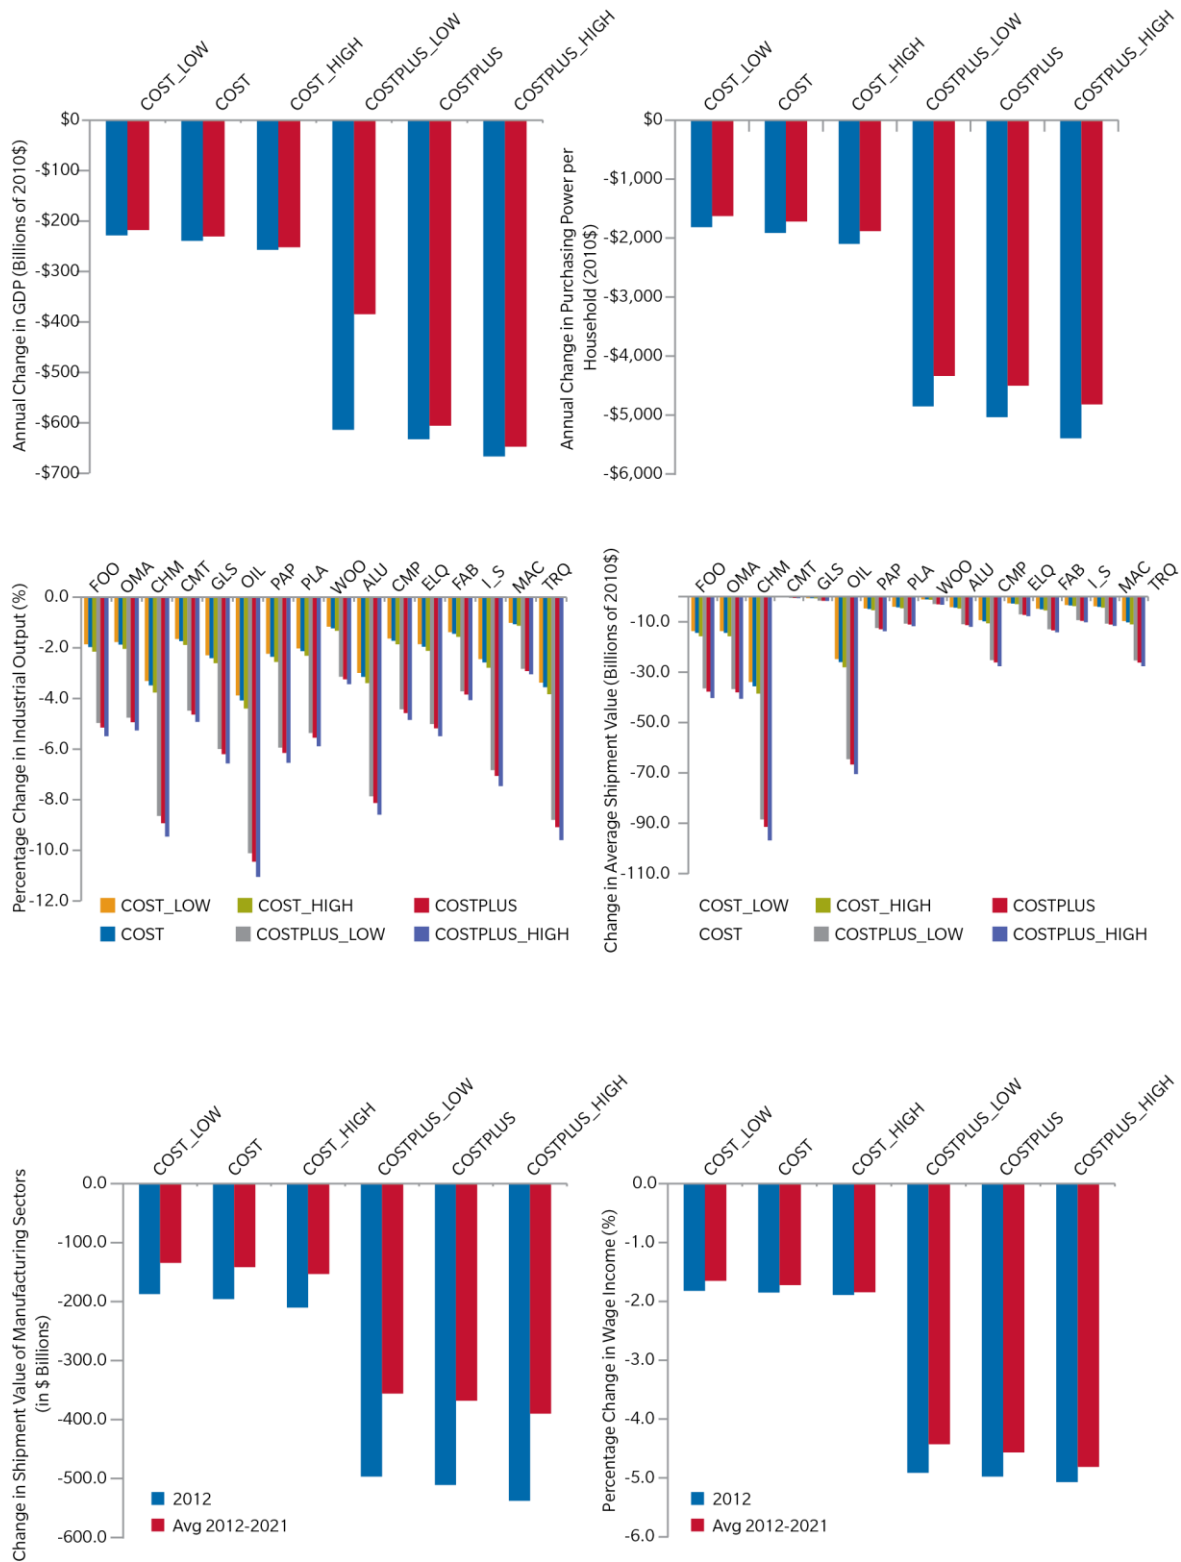 COST_LOW
COST
COST_HIGH
COSTPLUS_LOW
COSTPLUS
COSTPLUS_HIGH
Annual Change in GDP (Billions of 2010$)
$0
-$100
-$200
-$300
-$400
-$500
-$600
-$700
COST_LOW
COST
COST_HIGH
COSTPLUS_LOW
COSTPLUS
COSTPLUS_HIGH
Annual Change in Purchasing Power per
Household (2010$)
$0
-$1,000
-$2,000
-$3,000
-$4,000
-$5,000
-$6,000
FOO
OMA
CHM
CMT
GLS
OIL
PAP
PLA
WOO
ALU
CMP
ELQ
FAB
I_S
MAC
TRQ
Percentage Change in Industrial Output (%)
0.0
-2.0
-4.0
-6.0
-8.0
-10.0
-12.0
COST_LOW
COST_HIGH
COSTPLUS
COST
COSTPLUS_LOW
COSTPLUS_HIGH
FOO
OMA
CHM
CMT
GLS
OIL
PAP
PLA
WOO
ALU
CMP
ELQ
FAB
I_S
MAC
TRQ
Change in Average Shipment Value (Billions of 2010$)
-10.0
-30.0
-50.0
-70.0
-90.0
-110.0
COST_LOW
COST_HIGH
COSTPLUS
COST
COSTPLUS_LOW
COSTPLUS_HIGH
COST_LOW
COST
COST_HIGH
COSTPLUS_LOW
COSTPLUS
COSTPLUS_HIGH
Change in Shipment Value of Manufacturing Sectors
(in $ Billions)
0.0
-100.0
-200.0
-300.0
-400.0
-500.0
-600.0
2012
Avg 2012-2021
COST_LOW
COST
COST_HIGH
COSTPLUS_LOW
COSTPLUS
COSTPLUS_HIGH
Percentage Change in Wage Income (%)
0.0
-1.0
-2.0
-3.0
-4.0
-5.0
-6.0
2012
Avg 2012-2021